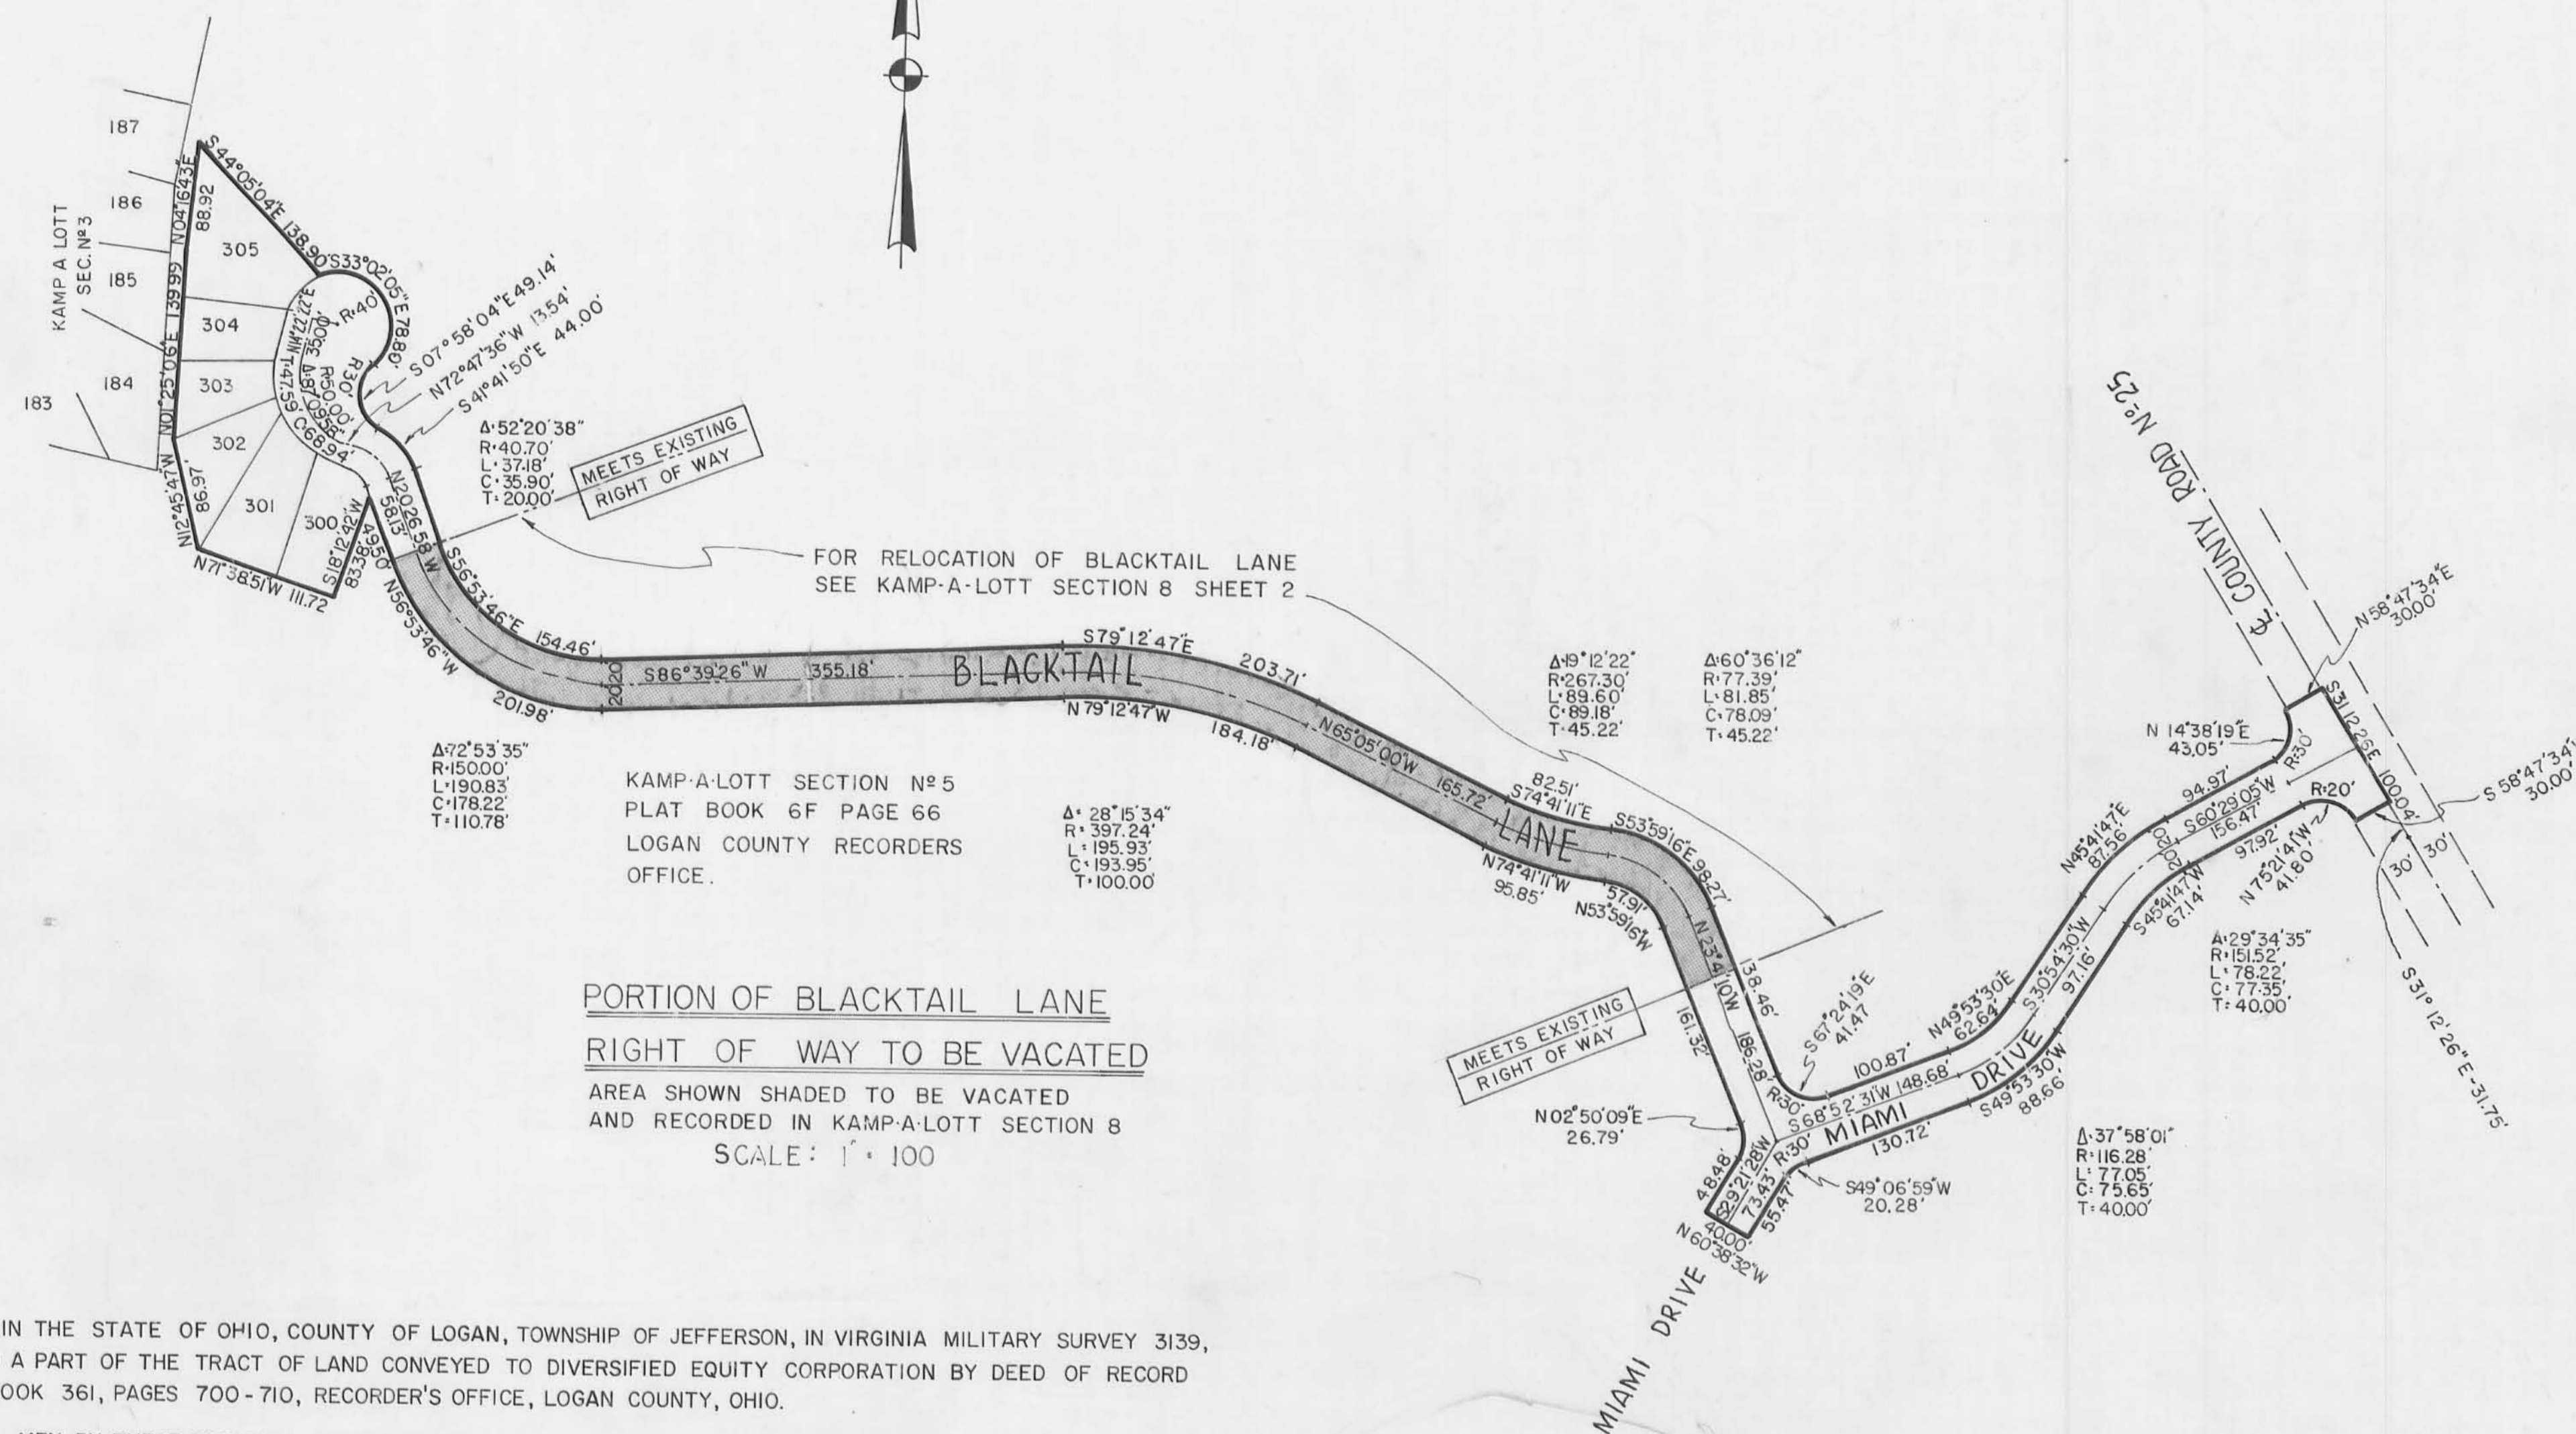 187
186
185
184
183
KAMP A LOTT
SEC. Nº 3
305
304
303
302
301
300
N04°16'43"E
88.92
S44°05'04"E 138.90'
S33°02'05"E 78.80'
R·40'
R30'
N01°25'06"E 139.99
T·47.59' C·68.94'
R·50.00'
N12°45'47"W
86.97'
N71°38'51"W 111.72
S18°12'42"W
83.38'
49.50'
N20°26'58"W
58.13'
S07°58'04"E 49.14'
N72°47'36"W 13.54'
S41°41'50"E 44.00'
Δ·52°20'38"
R·40.70'
L·37.18'
C·35.90'
T·20.00'
MEETS EXISTING
RIGHT OF WAY
FOR RELOCATION OF BLACKTAIL LANE
SEE KAMP-A-LOTT SECTION 8 SHEET 2
S56°53'46"E
154.46'
N56°53'46"W
201.98'
20 20
S86°39'26"W 355.18'
BLACKTAIL
S79°12'47"E
203.71'
N79°12'47"W
184.18'
N65°05'00"W 165.72'
82.51'
S74°41'11"E
LANE
N74°41'11"W
95.85'
S53°59'16"E 98.27'
57.91'
N53°59'16"W
N23°41'10"W 186.28'
138.46'
161.32'
Δ·72°53'35"
R·150.00'
L·190.83'
C·178.22'
T·110.78'
KAMP·A·LOTT SECTION Nº 5
PLAT BOOK 6F PAGE 66
LOGAN COUNTY RECORDERS
OFFICE.
Δ· 28°15'34"
R· 397.24'
L· 195.93'
C·193.95'
T·100.00'
Δ·19°12'22"
R·267.30'
L·89.60'
C·89.18'
T·45.22'
Δ·60°36'12"
R·77.39'
L·81.85'
C·78.09'
T·45.22'
MEETS EXISTING
RIGHT OF WAY
PORTION OF BLACKTAIL LANE
RIGHT OF WAY TO BE VACATED
AREA SHOWN SHADED TO BE VACATED
AND RECORDED IN KAMP·A·LOTT SECTION 8
SCALE: 1" = 100
N02°50'09"E
26.79'
48.48'
S29°21'28"W
73.43'
55.47'
40.00'
N60°38'32"W
MIAMI DRIVE
S67°24'19"E
41.47
R·30'
R·30'
100.87'
S68°52'31"W 148.68'
MIAMI DRIVE
130.72'
S49°06'59"W
20.28'
N49°53'30"E
62.64'
S49°53'30"W
88.66'
S30°54'30"W
97.16'
Δ·37°58'01"
R·116.28'
L·77.05'
C·75.65'
T·40.00'
N45°41'47"E
87.56'
S45°41'47"W
67.14'
20 20
94.97'
S60°29'05"W
156.47'
97.92'
Δ·29°34'35"
R·151.52'
L·78.22'
C·77.35'
T·40.00'
N 14°38'19"E
43.05'
R·30'
R·20'
N 75°21'41"W
41.80'
℄ COUNTY ROAD Nº 25
N58°47'34"E
30.00'
S31°12'26"E 100.04'
S 58°47'34"
30.00'
30' 30'
S31°12'26"E-31.75'
IN THE STATE OF OHIO, COUNTY OF LOGAN, TOWNSHIP OF JEFFERSON, IN VIRGINIA MILITARY SURVEY 3139,
A PART OF THE TRACT OF LAND CONVEYED TO DIVERSIFIED EQUITY CORPORATION BY DEED OF RECORD
OOK 361, PAGES 700-710, RECORDER'S OFFICE, LOGAN COUNTY, OHIO.